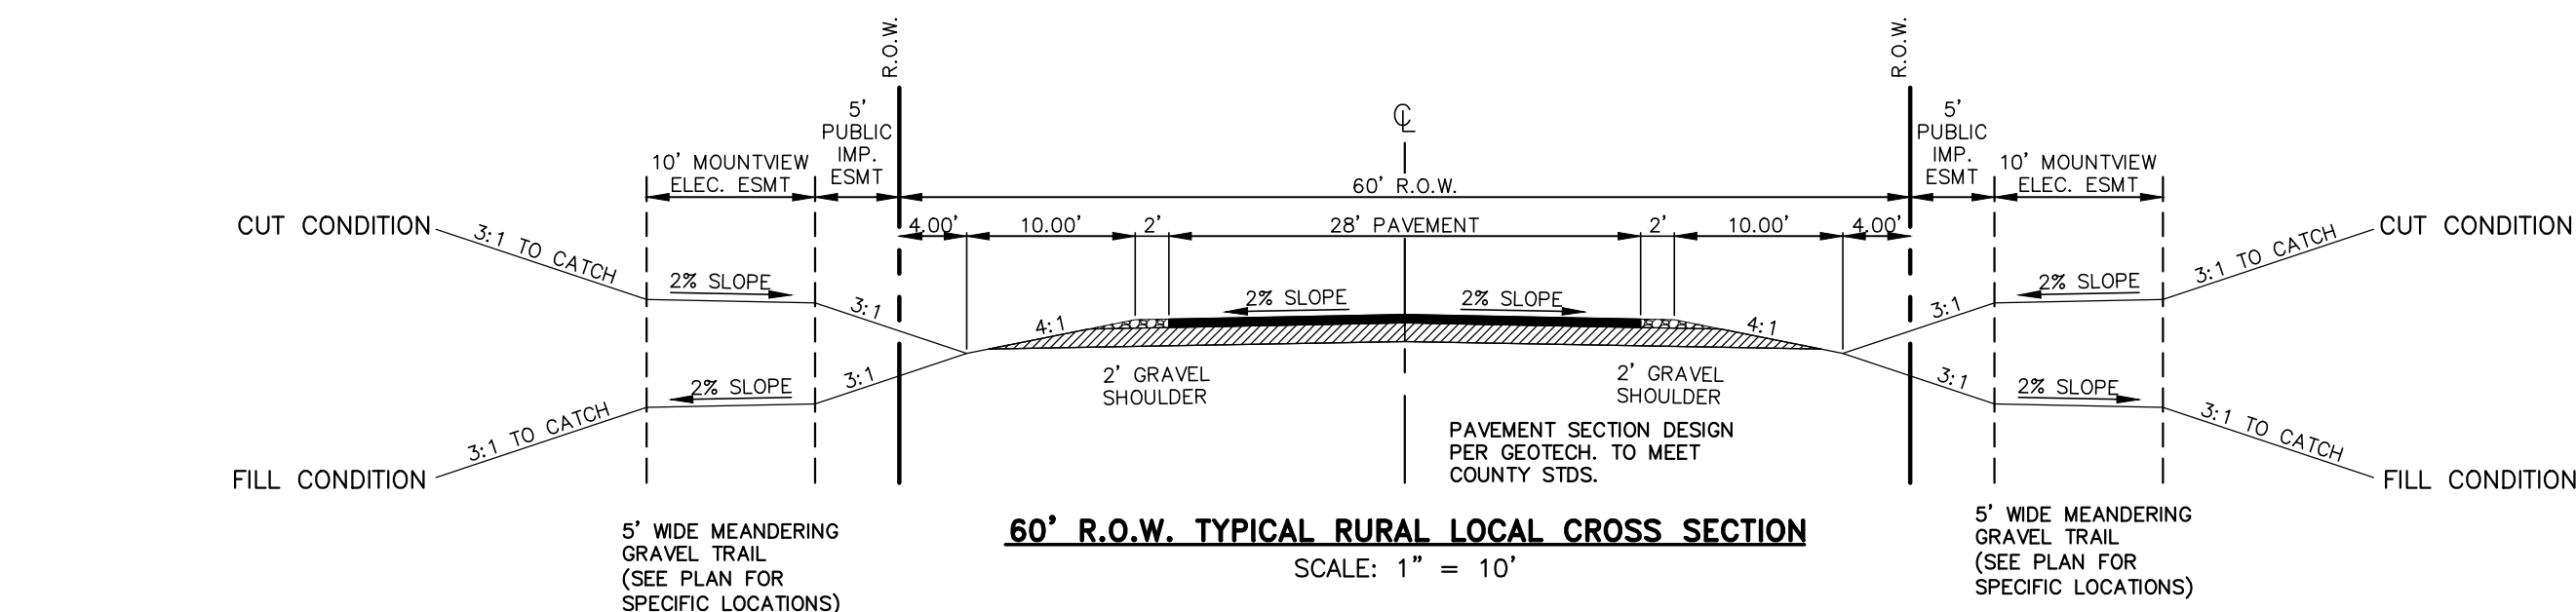 R.O.W.
R.O.W.
5'
PUBLIC
IMP.
ESMT
5'
PUBLIC
IMP.
ESMT
℄
10' MOUNTVIEW
ELEC. ESMT
10' MOUNTVIEW
ELEC. ESMT
60' R.O.W.
CUT CONDITION
4.00'
10.00'
2'
28' PAVEMENT
2'
10.00'
4.00'
CUT CONDITION
3:1 TO CATCH
2% SLOPE
3:1
4:1
2% SLOPE
2% SLOPE
4:1
3:1
2% SLOPE
3:1 TO CATCH
2' GRAVEL
SHOULDER
2' GRAVEL
SHOULDER
3:1 TO CATCH
2% SLOPE
3:1
3:1
2% SLOPE
3:1 TO CATCH
FILL CONDITION
PAVEMENT SECTION DESIGN
PER GEOTECH. TO MEET
COUNTY STDS.
FILL CONDITION
5' WIDE MEANDERING
GRAVEL TRAIL
(SEE PLAN FOR
SPECIFIC LOCATIONS)
60' R.O.W. TYPICAL RURAL LOCAL CROSS SECTION
SCALE: 1" = 10'
5' WIDE MEANDERING
GRAVEL TRAIL
(SEE PLAN FOR
SPECIFIC LOCATIONS)